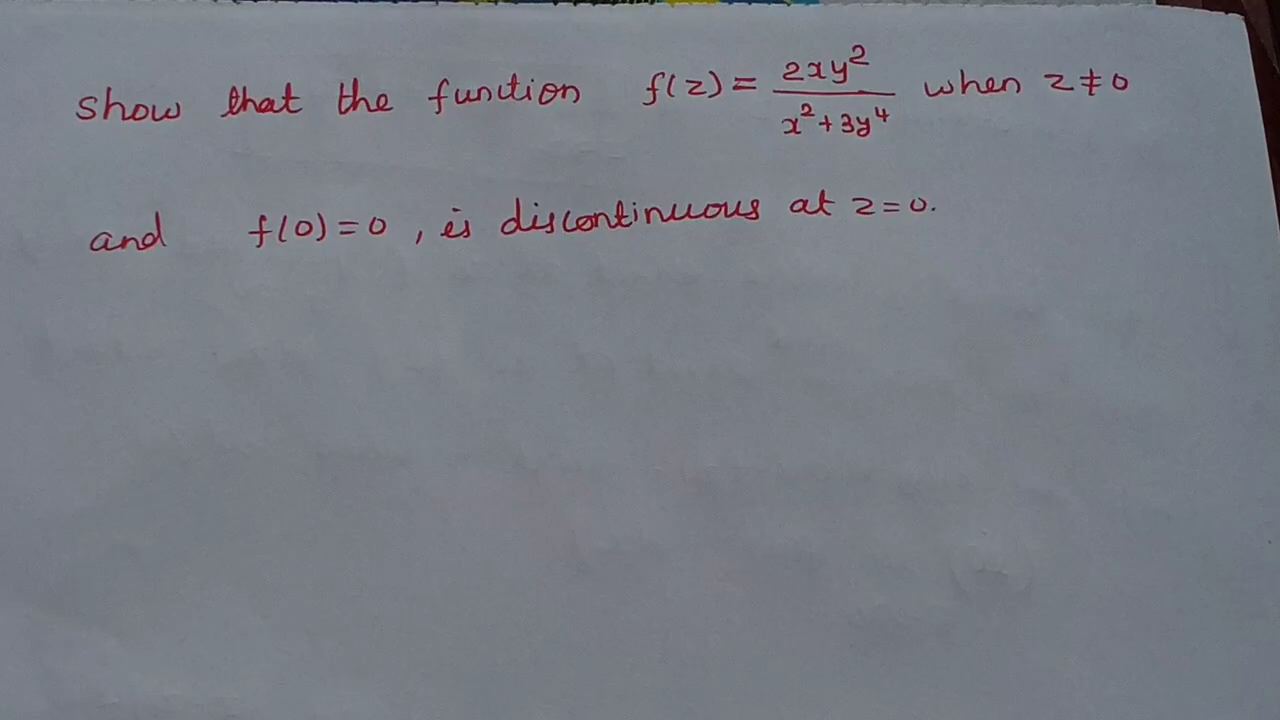 show that the function f(z) = 2xy²/(x²+3y⁴) when z≠0
and f(0)=0, is discontinuous at z=0.